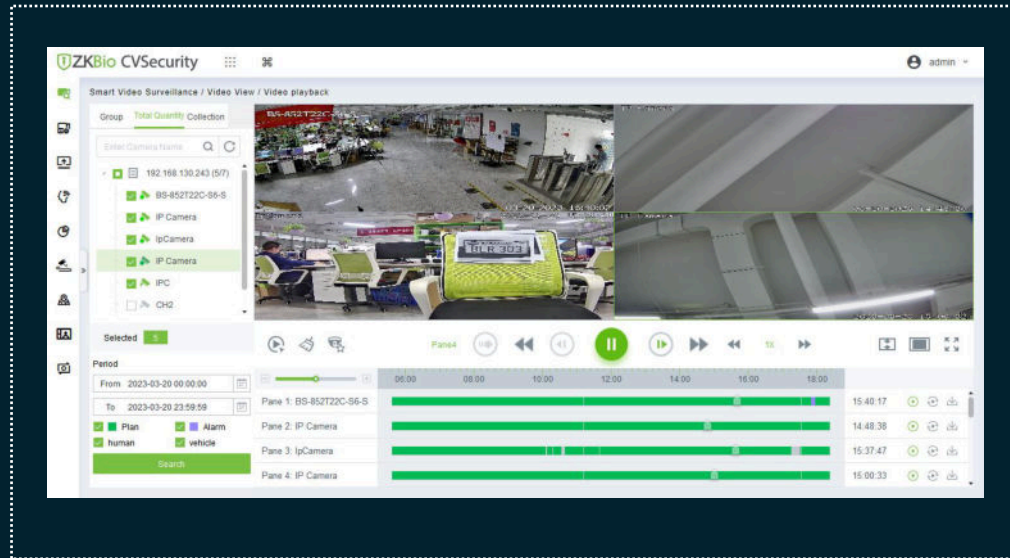 ZKBio CVSecurity
admin
Smart Video Surveillance / Video View / Video playback
Group Total Quantity Collection
Enter Camera Name
192.168.130.243 (5/7)
BS-852T22C-S6-S
IP Camera
IpCamera
IP Camera
IPC
CH2
Selected 5
Period
From 2023-03-20 00:00:00
To 2023-03-20 23:59:59
Plan Alarm
human vehicle
Search
BS-852T22C-
BLR 303
Pane4
1X
06:00 08:00 10:00 12:00 14:00 16:00 18:00
Pane 1: BS-852T22C-S6-S 15:40:17
Pane 2: IP Camera 14:48:38
Pane 3: IpCamera 15:37:47
Pane 4: IP Camera 15:00:33